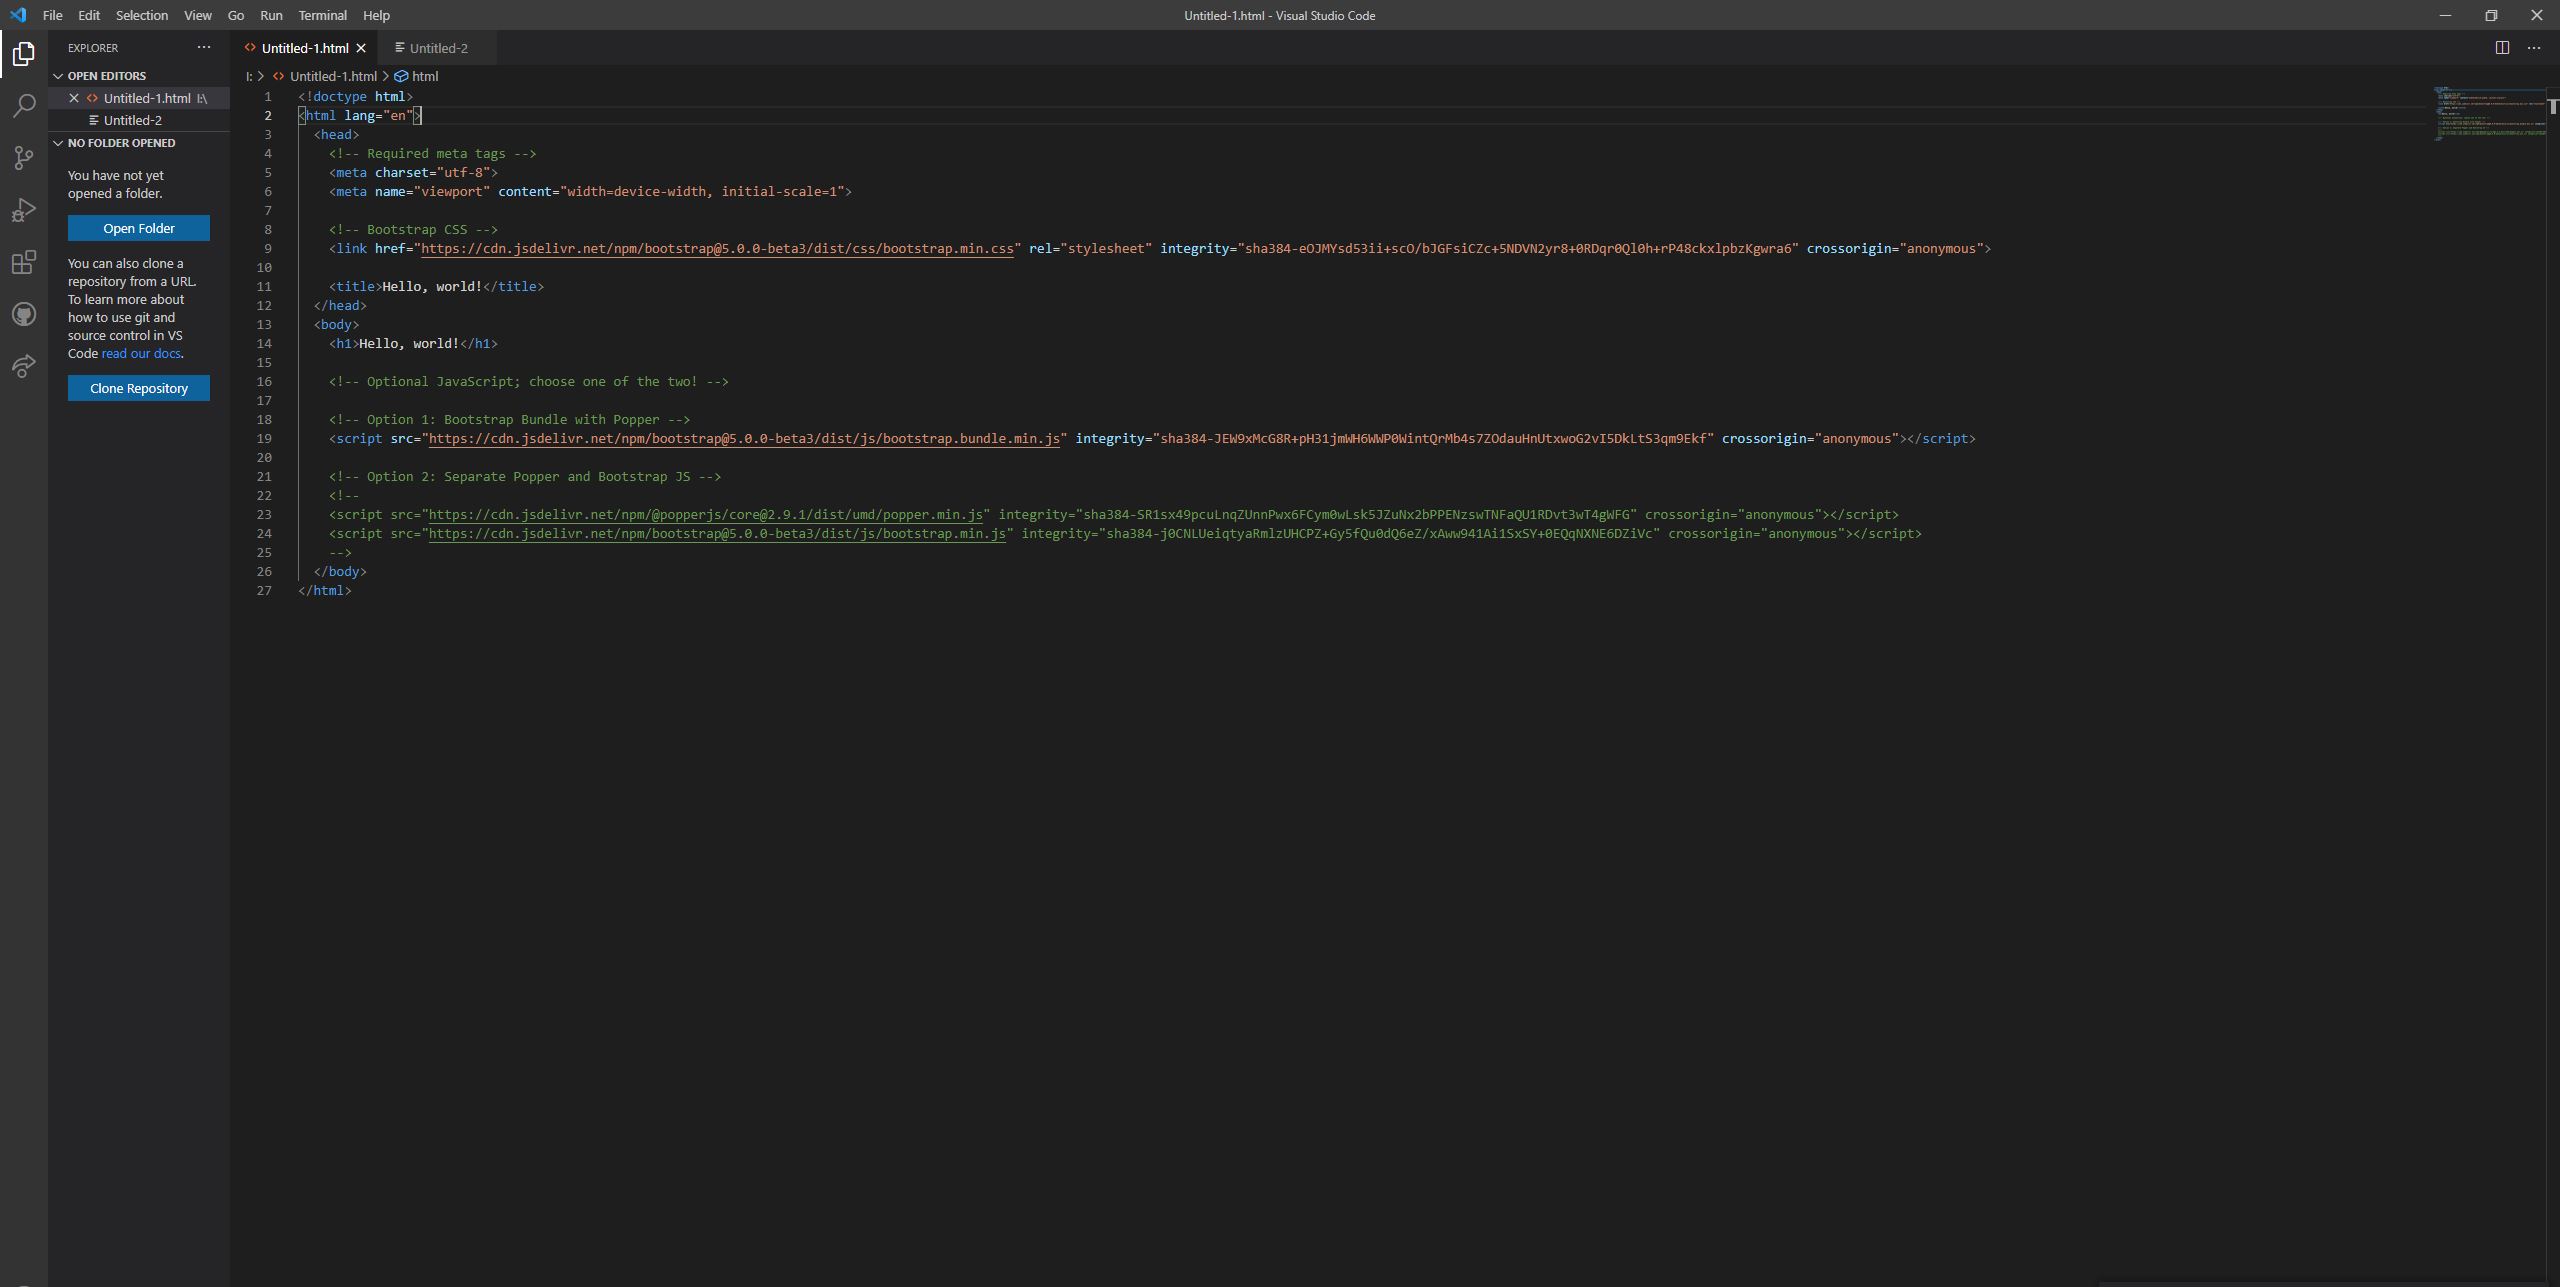 File Edit Selection View Go Run Terminal Help
Untitled-1.html - Visual Studio Code
EXPLORER
OPEN EDITORS
Untitled-1.html I:\
Untitled-2
NO FOLDER OPENED
You have not yet
opened a folder.
Open Folder
You can also clone a
repository from a URL.
To learn more about
how to use git and
source control in VS
Code read our docs.
Clone Repository
Untitled-1.html
Untitled-2
I: > Untitled-1.html > html
1 <!doctype html>
2 <html lang="en">
3 <head>
4 <!-- Required meta tags -->
5 <meta charset="utf-8">
6 <meta name="viewport" content="width=device-width, initial-scale=1">
7
8 <!-- Bootstrap CSS -->
9 <link href="https://cdn.jsdelivr.net/npm/bootstrap@5.0.0-beta3/dist/css/bootstrap.min.css" rel="stylesheet" integrity="sha384-eOJMYsd53ii+scO/bJGFsiCZc+5NDVN2yr8+0RDqr0Ql0h+rP48ckxlpbzKgwra6" crossorigin="anonymous">
10
11 <title>Hello, world!</title>
12 </head>
13 <body>
14 <h1>Hello, world!</h1>
15
16 <!-- Optional JavaScript; choose one of the two! -->
17
18 <!-- Option 1: Bootstrap Bundle with Popper -->
19 <script src="https://cdn.jsdelivr.net/npm/bootstrap@5.0.0-beta3/dist/js/bootstrap.bundle.min.js" integrity="sha384-JEW9xMcG8R+pH31jmWH6WWP0WintQrMb4s7ZOdauHnUtxwoG2vI5DkLtS3qm9Ekf" crossorigin="anonymous"></script>
20
21 <!-- Option 2: Separate Popper and Bootstrap JS -->
22 <!--
23 <script src="https://cdn.jsdelivr.net/npm/@popperjs/core@2.9.1/dist/umd/popper.min.js" integrity="sha384-SR1sx49pcuLnqZUnnPwx6FCym0wLsk5JZuNx2bPPENzswTNFaQU1RDvt3wT4gWFG" crossorigin="anonymous"></script>
24 <script src="https://cdn.jsdelivr.net/npm/bootstrap@5.0.0-beta3/dist/js/bootstrap.min.js" integrity="sha384-j0CNLUeiqtyaRmlzUHCPZ+Gy5fQu0dQ6eZ/xAww941Ai1SxSY+0EQqNXNE6DZiVc" crossorigin="anonymous"></script>
25 -->
26 </body>
27 </html>